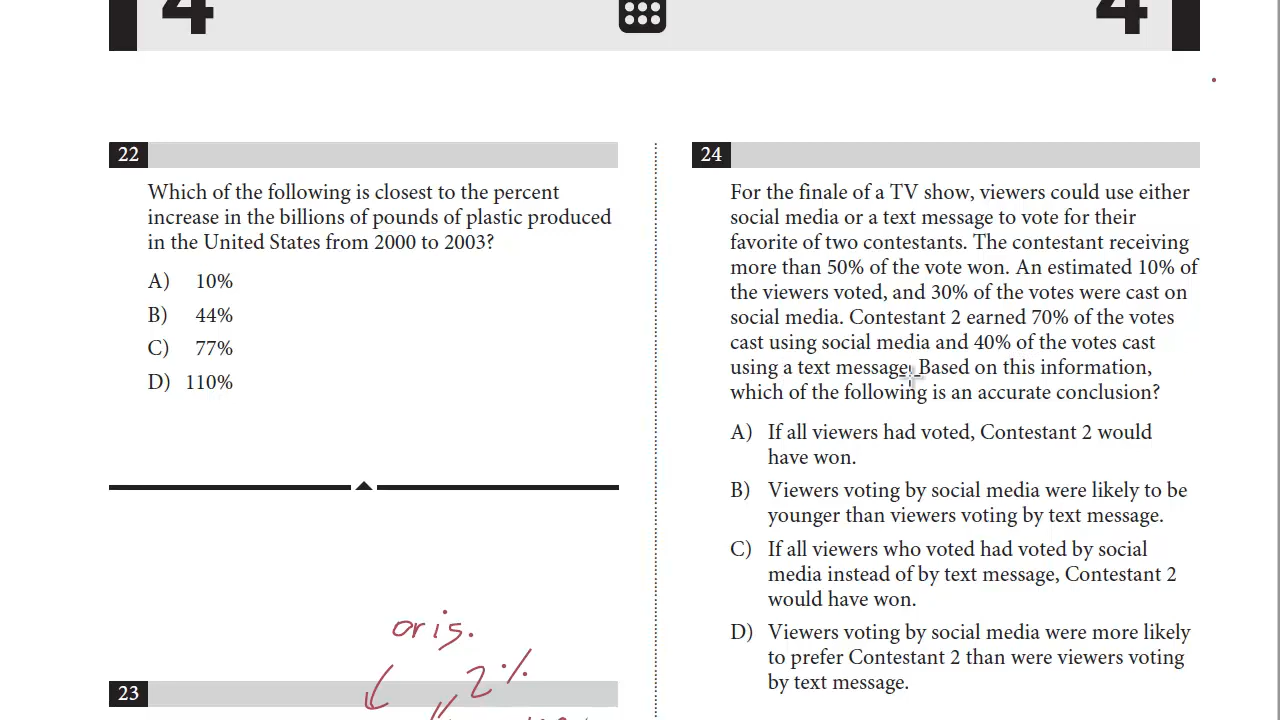 4 4
22
Which of the following is closest to the percent
increase in the billions of pounds of plastic produced
in the United States from 2000 to 2003?
A) 10%
B) 44%
C) 77%
D) 110%
oris.
2%
23
24
For the finale of a TV show, viewers could use either
social media or a text message to vote for their
favorite of two contestants. The contestant receiving
more than 50% of the vote won. An estimated 10% of
the viewers voted, and 30% of the votes were cast on
social media. Contestant 2 earned 70% of the votes
cast using social media and 40% of the votes cast
using a text message. Based on this information,
which of the following is an accurate conclusion?
A) If all viewers had voted, Contestant 2 would
have won.
B) Viewers voting by social media were likely to be
younger than viewers voting by text message.
C) If all viewers who voted had voted by social
media instead of by text message, Contestant 2
would have won.
D) Viewers voting by social media were more likely
to prefer Contestant 2 than were viewers voting
by text message.